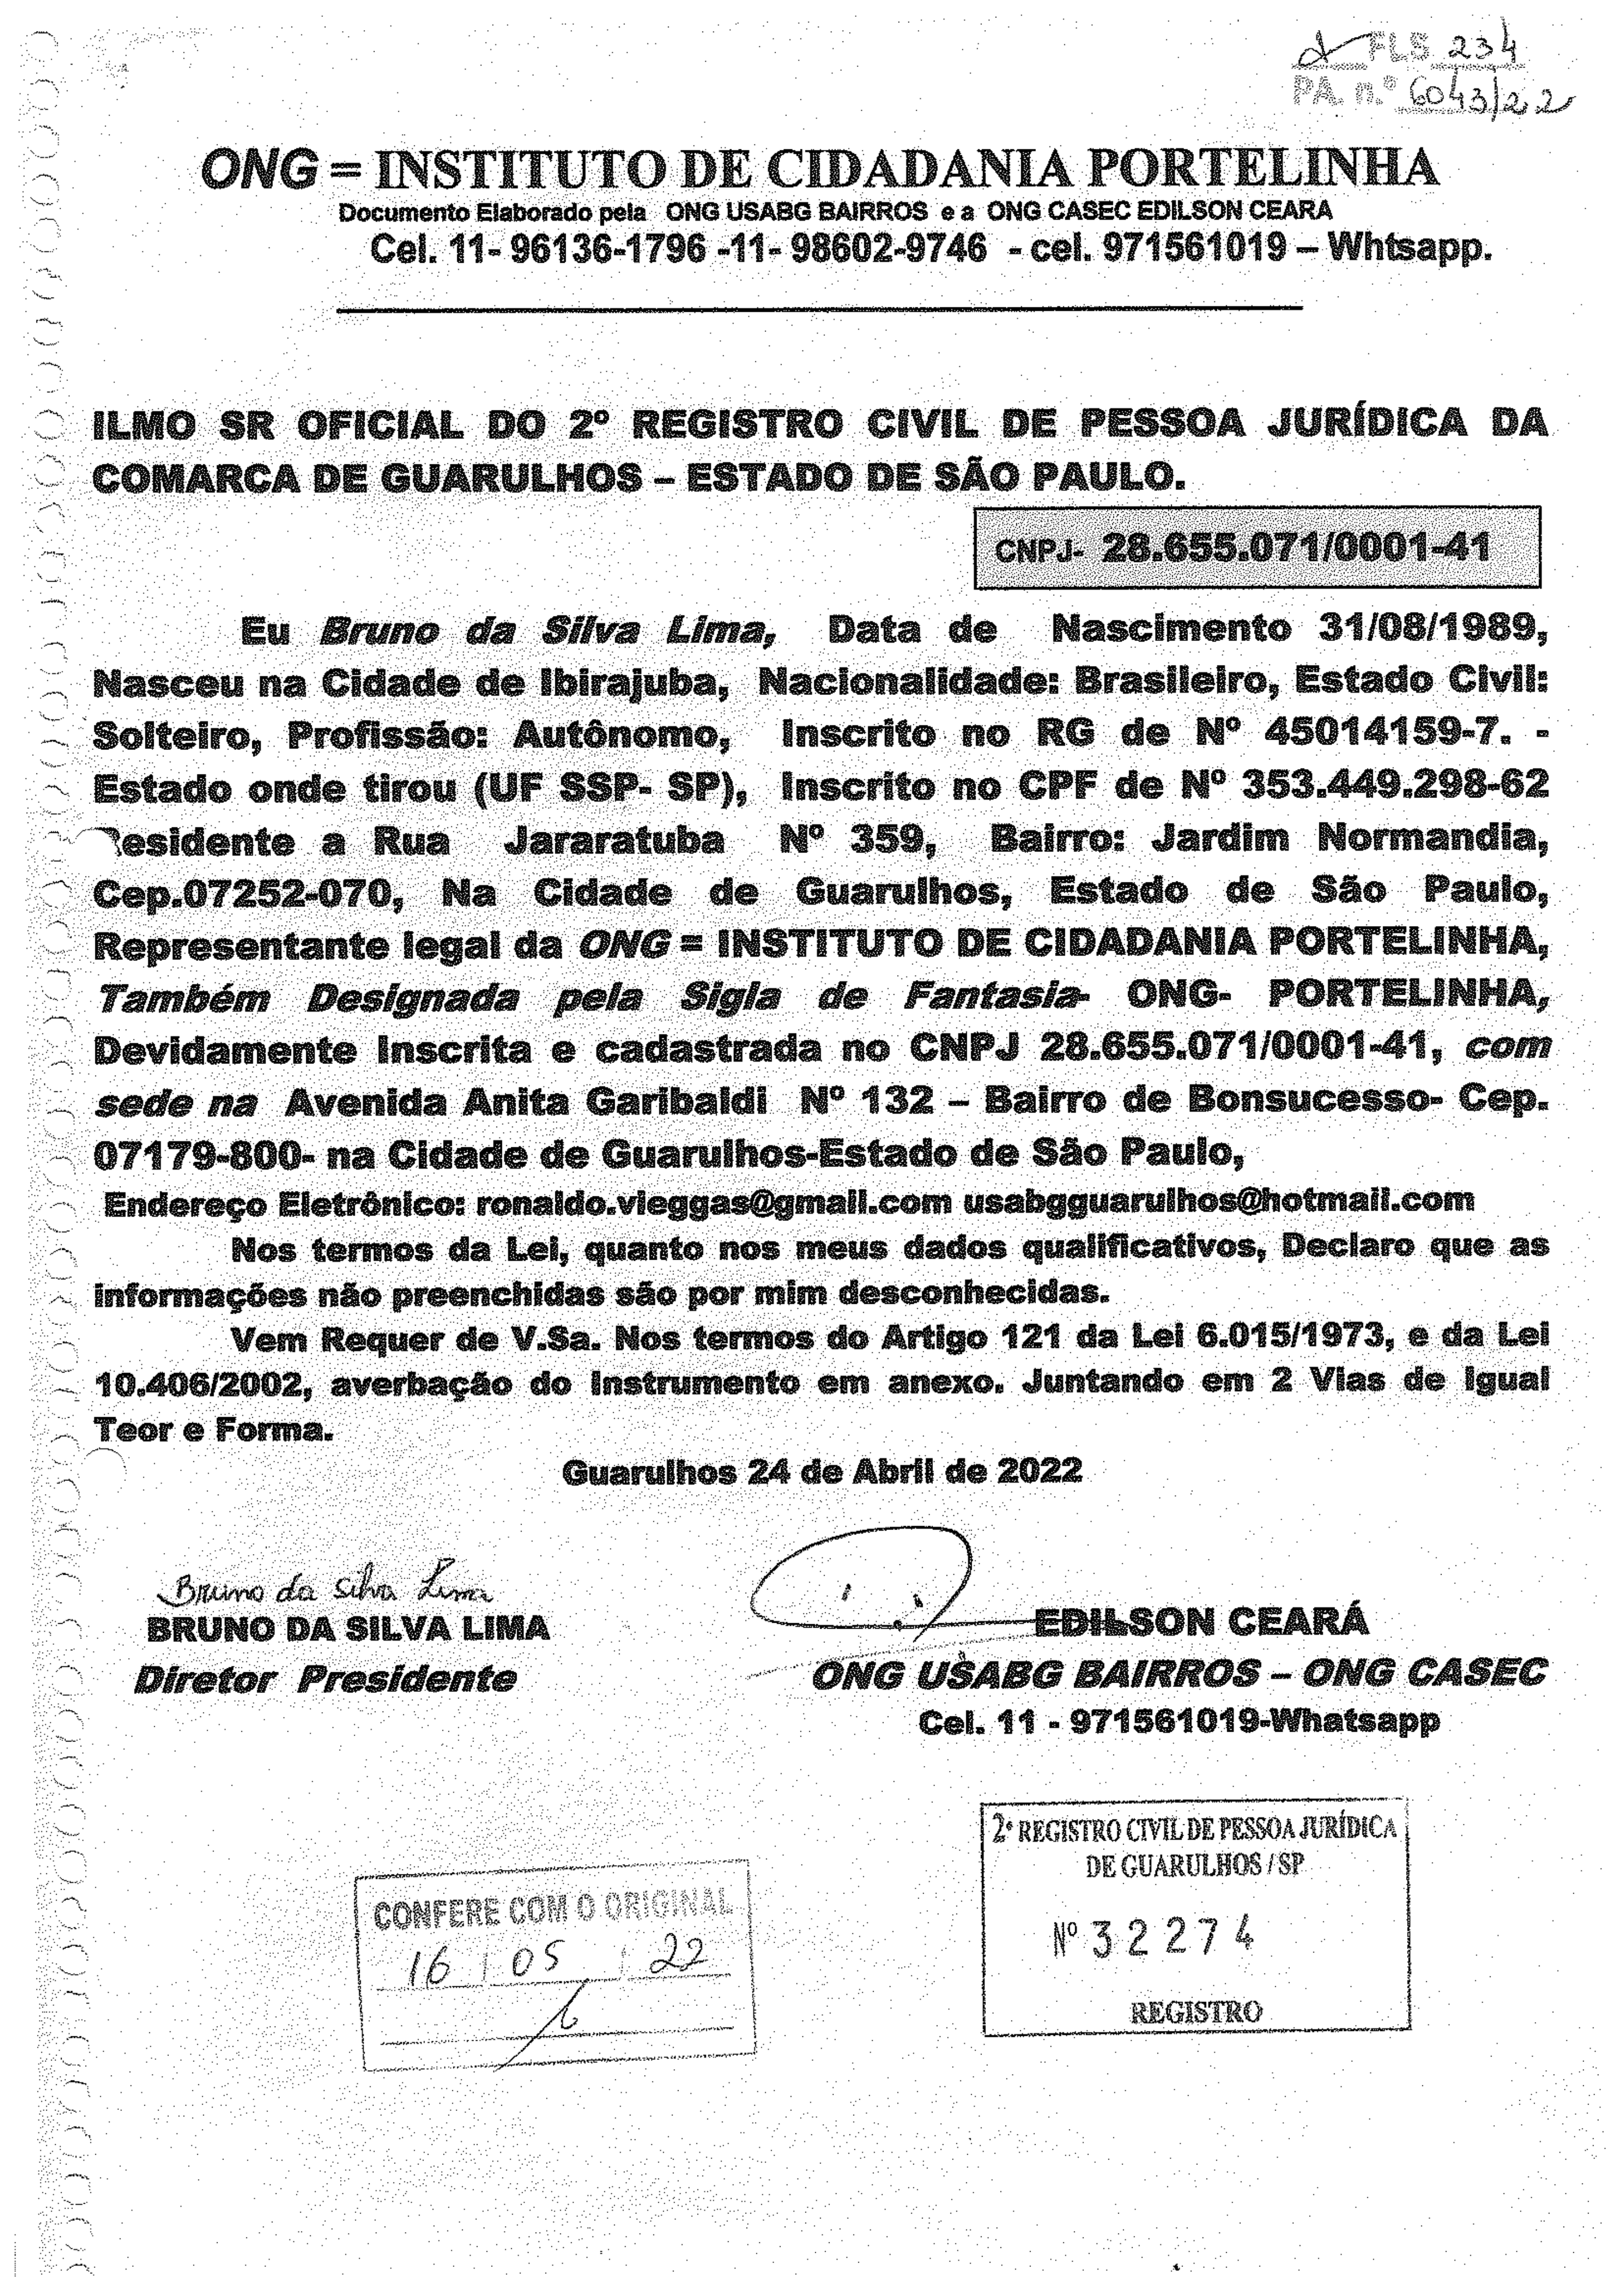 FLS 234
PA. n.º 6043/22
ONG = INSTITUTO DE CIDADANIA PORTELINHA
Documento Elaborado pela ONG USABG BAIRROS e a ONG CASEC EDILSON CEARA
Cel. 11- 96136-1796 -11- 98602-9746 - cel. 971561019 – Whtsapp.
ILMO SR OFICIAL DO 2º REGISTRO CIVIL DE PESSOA JURÍDICA DA
COMARCA DE GUARULHOS – ESTADO DE SÃO PAULO.
CNPJ- 28.655.071/0001-41
Eu Bruno da Silva Lima, Data de Nascimento 31/08/1989,
Nasceu na Cidade de Ibirajuba, Nacionalidade: Brasileiro, Estado Civil:
Solteiro, Profissão: Autônomo, Inscrito no RG de Nº 45014159-7. -
Estado onde tirou (UF SSP- SP), Inscrito no CPF de Nº 353.449.298-62
Residente a Rua Jararatuba Nº 359, Bairro: Jardim Normandia,
Cep.07252-070, Na Cidade de Guarulhos, Estado de São Paulo,
Representante legal da ONG = INSTITUTO DE CIDADANIA PORTELINHA,
Também Designada pela Sigla de Fantasia- ONG- PORTELINHA,
Devidamente Inscrita e cadastrada no CNPJ 28.655.071/0001-41, com
sede na Avenida Anita Garibaldi Nº 132 – Bairro de Bonsucesso- Cep.
07179-800- na Cidade de Guarulhos-Estado de São Paulo,
Endereço Eletrônico: ronaldo.vieggas@gmail.com usabgguarulhos@hotmail.com
Nos termos da Lei, quanto nos meus dados qualificativos, Declaro que as
informações não preenchidas são por mim desconhecidas.
Vem Requer de V.Sa. Nos termos do Artigo 121 da Lei 6.015/1973, e da Lei
10.406/2002, averbação do Instrumento em anexo. Juntando em 2 Vias de Igual
Teor e Forma.
Guarulhos 24 de Abril de 2022
Bruno da Silva Lima
BRUNO DA SILVA LIMA
Diretor Presidente
EDILSON CEARÁ
ONG USABG BAIRROS – ONG CASEC
Cel. 11 - 971561019-Whatsapp
2º REGISTRO CIVIL DE PESSOA JURÍDICA
DE GUARULHOS / SP
Nº 32274
REGISTRO
CONFERE COM O ORIGINAL
16 | 05 | 22